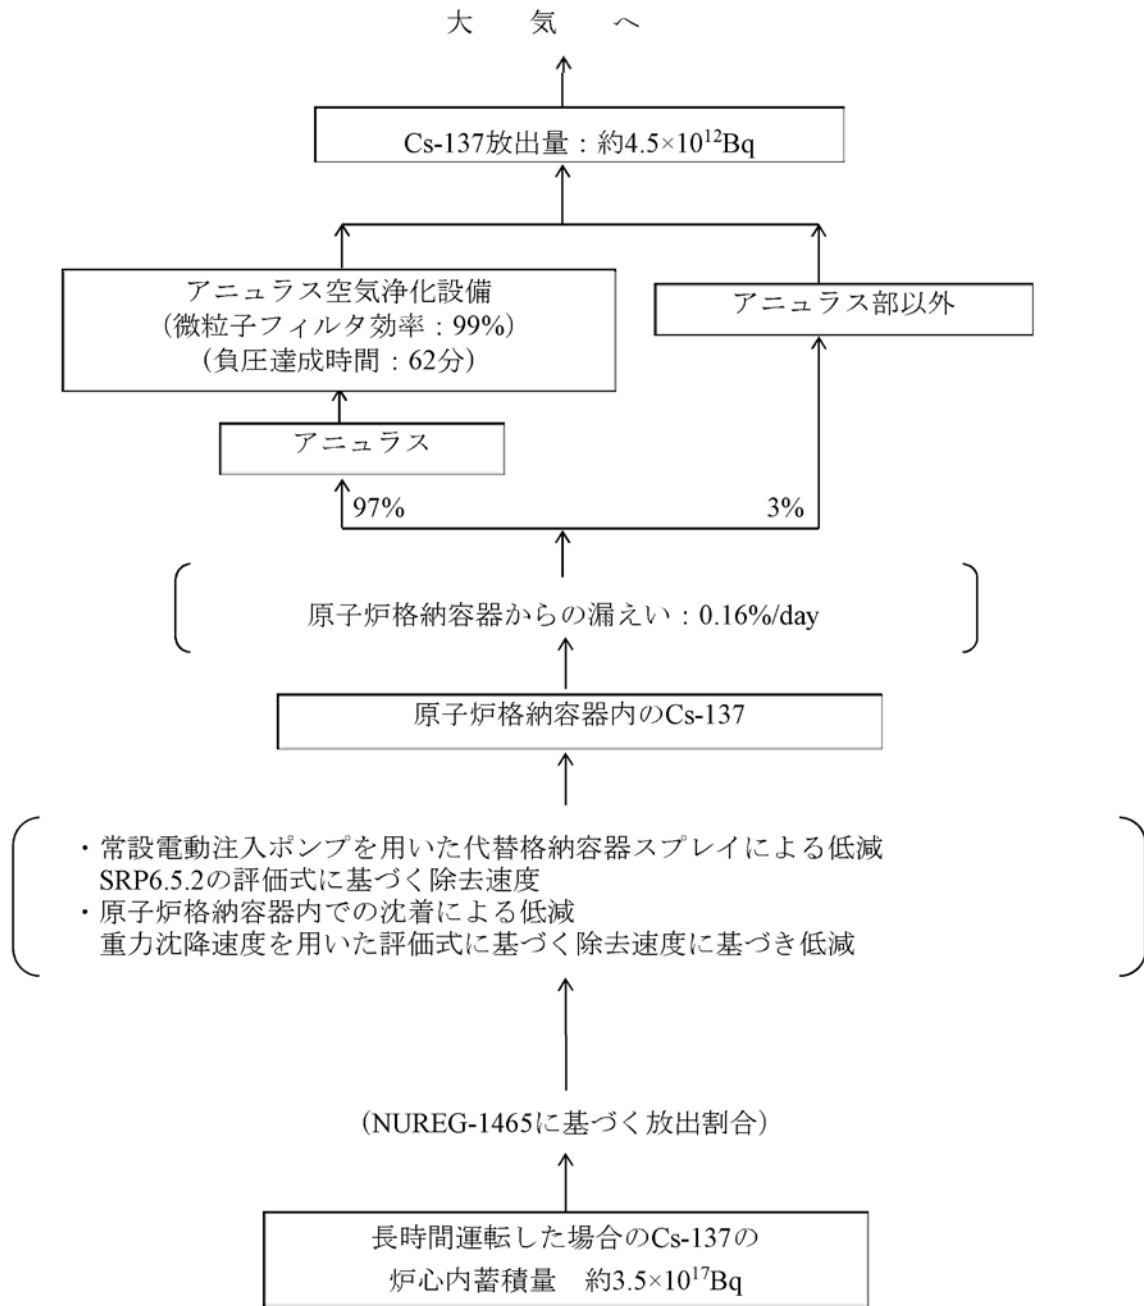 大 気 へ
Cs-137放出量：約4.5×10¹²Bq
アニュラス空気浄化設備
（微粒子フィルタ効率：99%）
（負圧達成時間：62分）
アニュラス部以外
アニュラス
97%
3%
原子炉格納容器からの漏えい：0.16%/day
原子炉格納容器内のCs-137
・常設電動注入ポンプを用いた代替格納容器スプレイによる低減
SRP6.5.2の評価式に基づく除去速度
・原子炉格納容器内での沈着による低減
重力沈降速度を用いた評価式に基づく除去速度に基づき低減
（NUREG-1465に基づく放出割合）
長時間運転した場合のCs-137の
炉心内蓄積量　約3.5×10¹⁷Bq